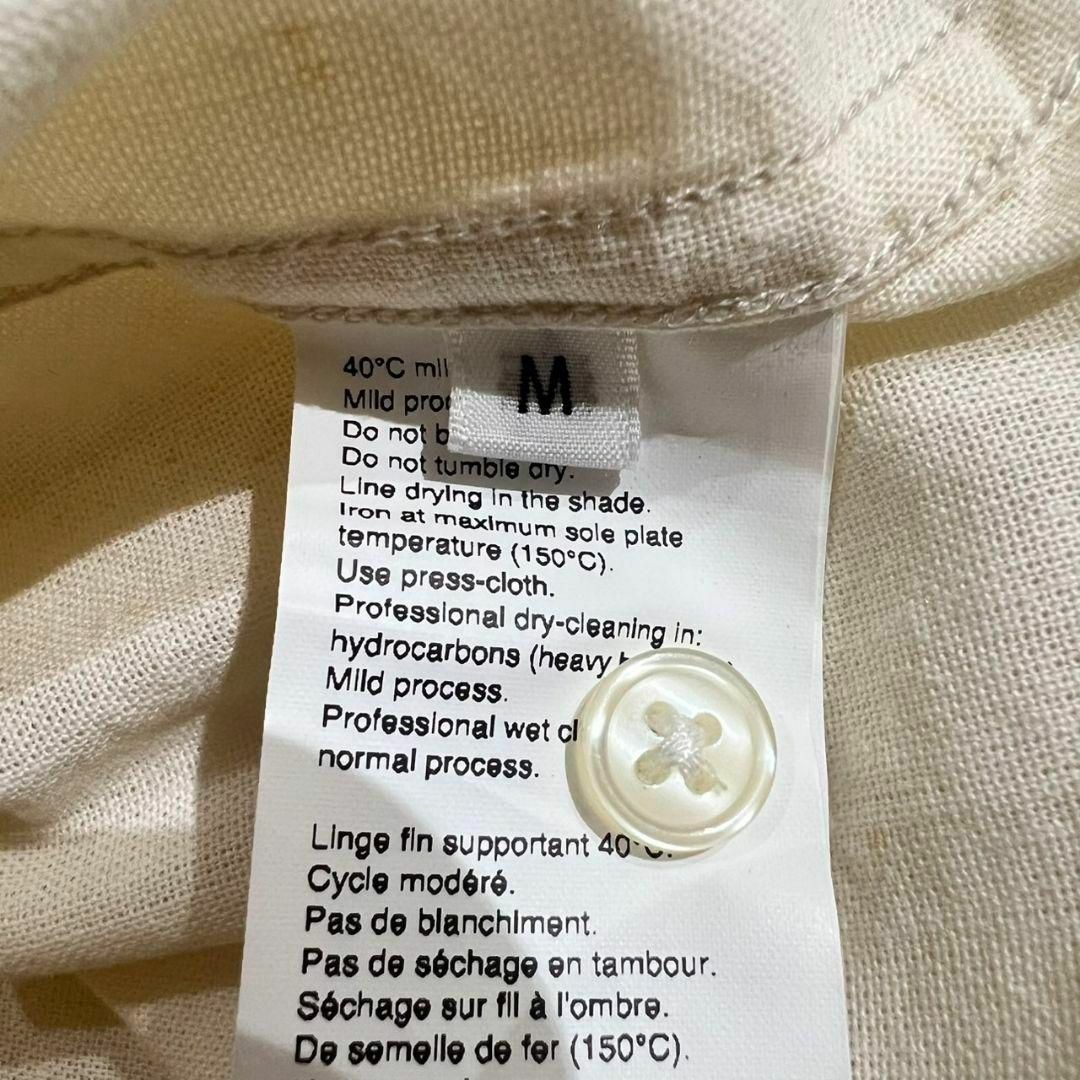 M
40°C
Mild
Do not
Do not tumble dry.
Line drying in the shade.
Iron at maximum sole plate
temperature (150°C).
Use press-cloth.
Professional dry-cleaning in:
hydrocarbons (heavy
Mild process.
Professional wet
normal process.
Linge fin supportant 40°C.
Cycle modéré.
Pas de blanchiment.
Pas de séchage en tambour.
Séchage sur fil à l'ombre.
De semelle de fer (150°C).